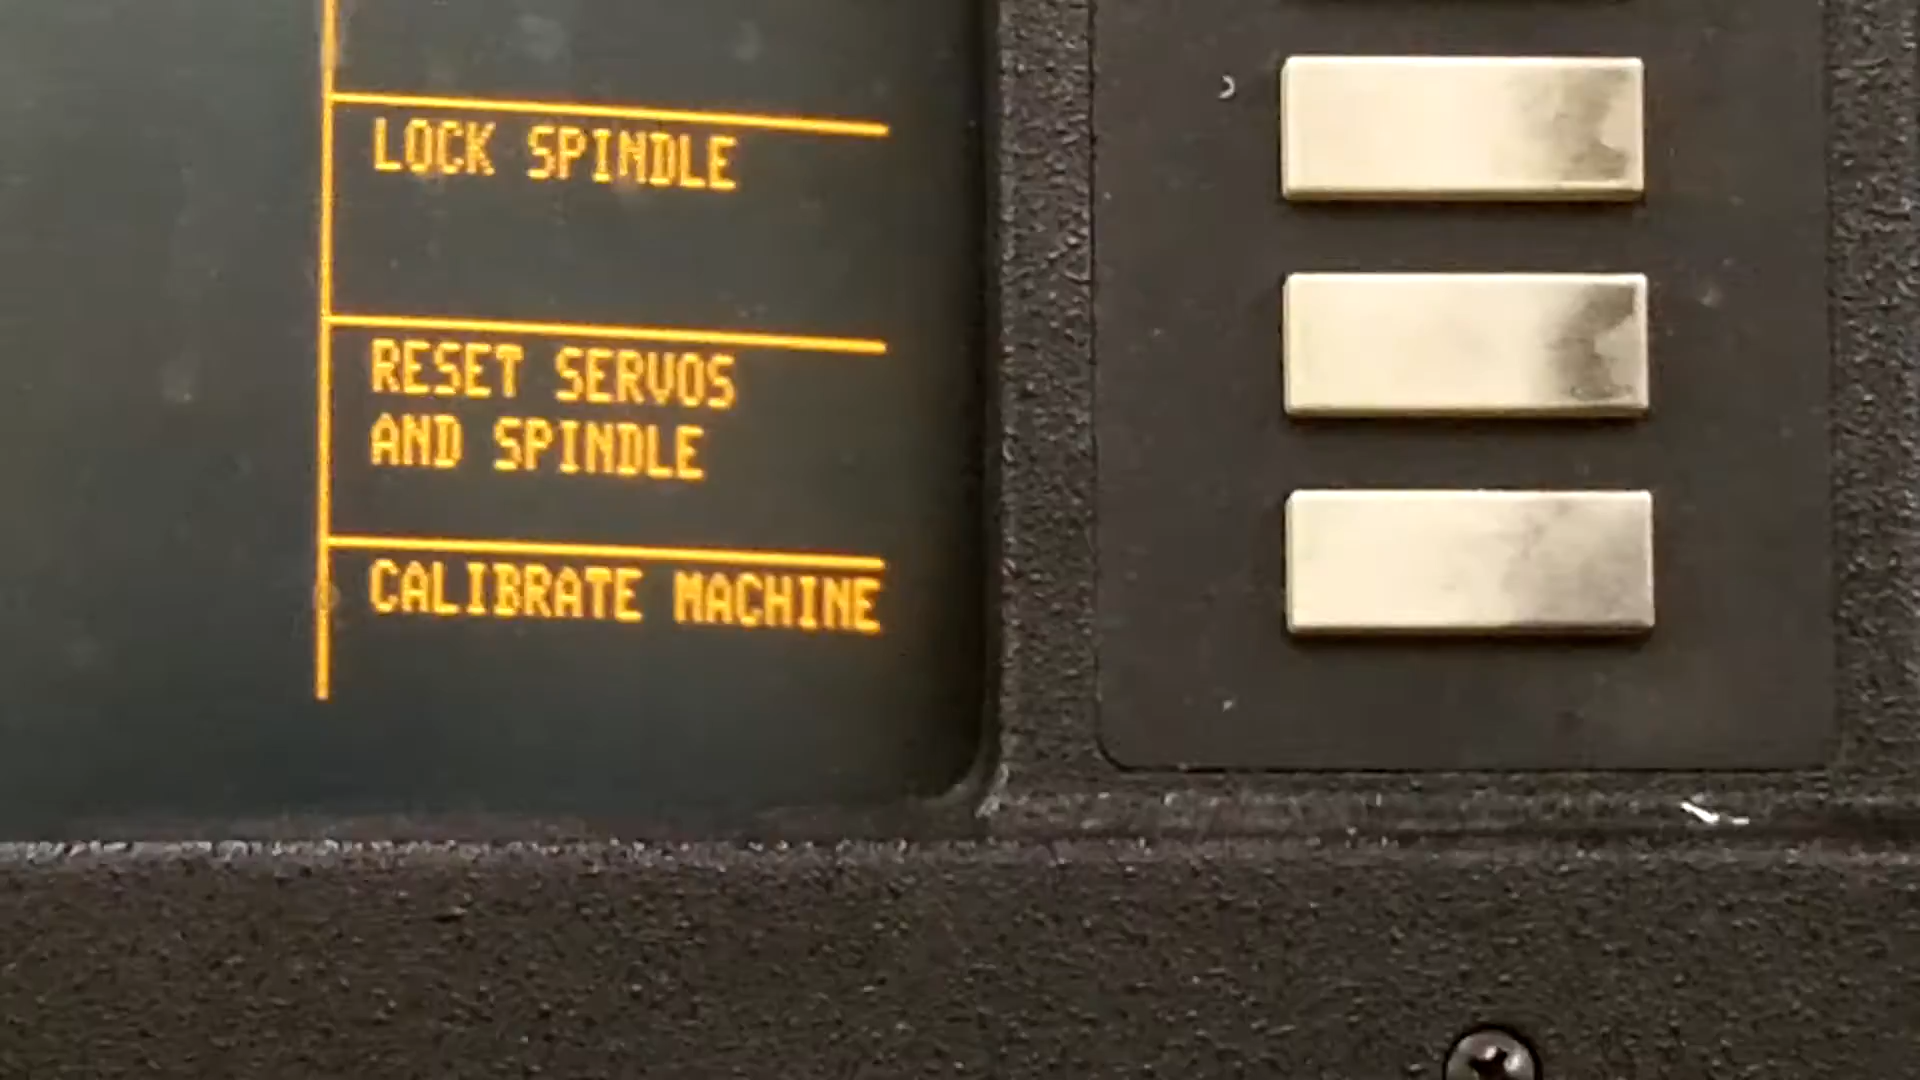 LOCK SPINDLE
RESET SERVOS
AND SPINDLE
CALIBRATE MACHINE